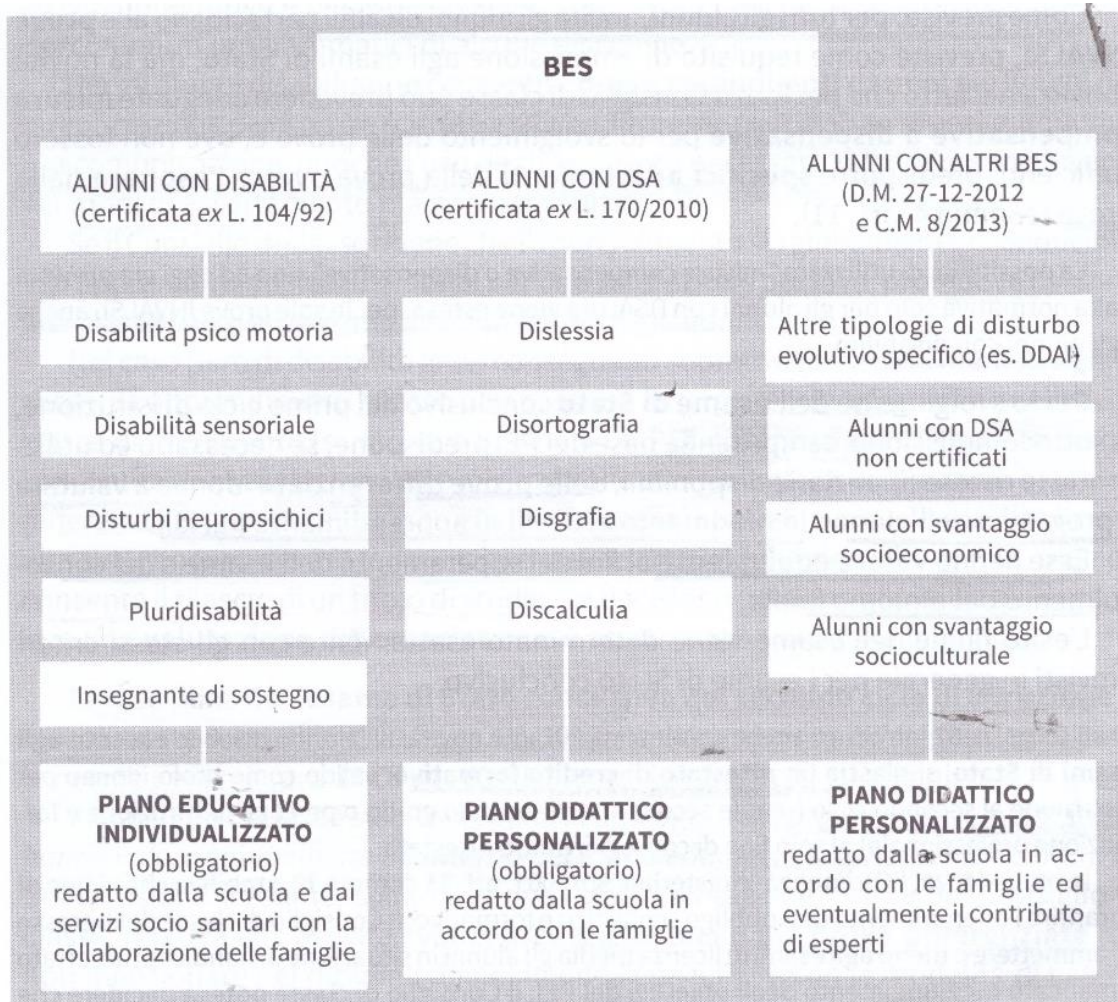 BES
ALUNNI CON DISABILITÀ
(certificata ex L. 104/92)
Disabilità psico motoria
Disabilità sensoriale
Disturbi neuropsichici
Pluridisabilità
Insegnante di sostegno
PIANO EDUCATIVO
INDIVIDUALIZZATO
(obbligatorio)
redatto dalla scuola e dai
servizi socio sanitari con la
collaborazione delle famiglie
ALUNNI CON DSA
(certificata ex L. 170/2010)
Dislessia
Disortografia
Disgrafia
Discalculia
PIANO DIDATTICO
PERSONALIZZATO
(obbligatorio)
redatto dalla scuola in
accordo con le famiglie
ALUNNI CON ALTRI BES
(D.M. 27-12-2012
e C.M. 8/2013)
Altre tipologie di disturbo
evolutivo specifico (es. DDAI)
Alunni con DSA
non certificati
Alunni con svantaggio
socioeconomico
Alunni con svantaggio
socioculturale
PIANO DIDATTICO
PERSONALIZZATO
redatto dalla scuola in ac-
cordo con le famiglie ed
eventualmente il contributo
di esperti